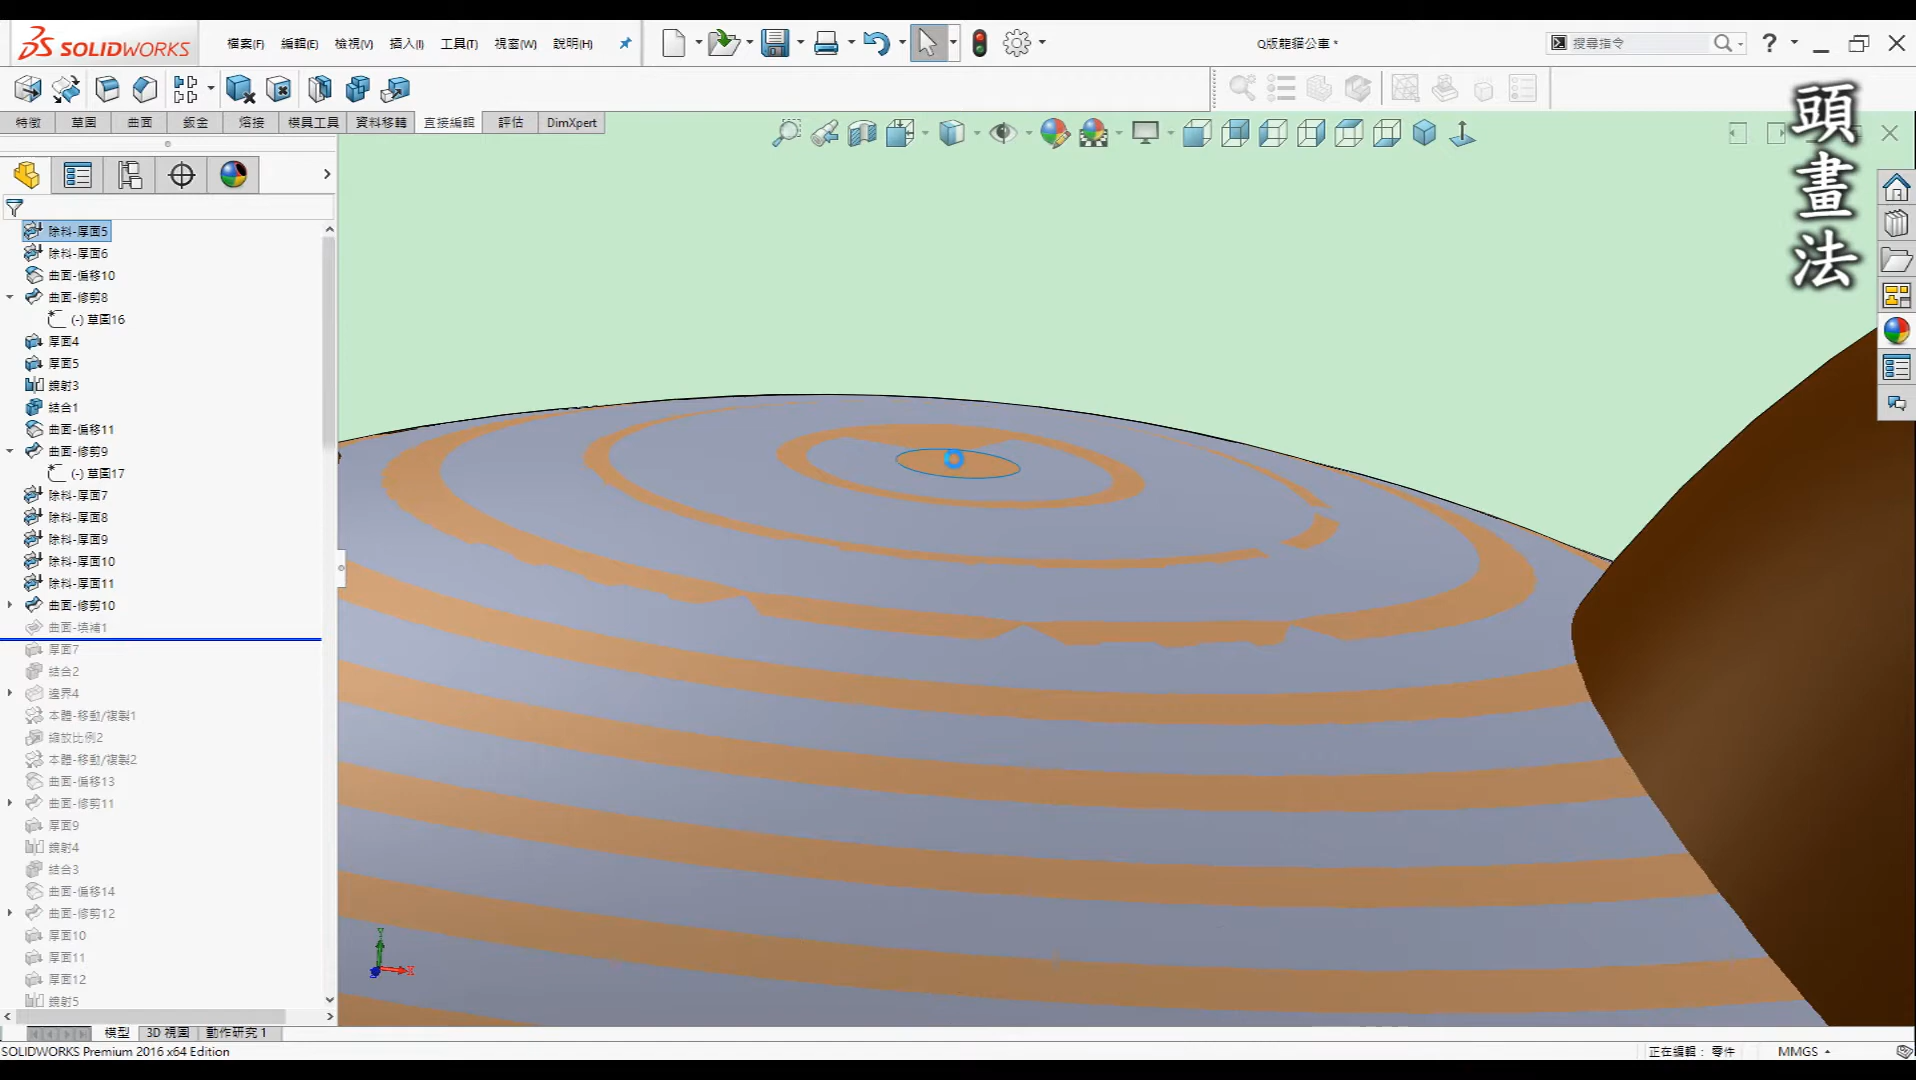 SOLIDWORKS
檔案(F)
編輯(E)
檢視(V)
插入(I)
工具(T)
視窗(W)
說明(H)
Q版龍貓公車 *
搜尋指令
特徵
草圖
曲面
鈑金
熔接
模具工具
資料移轉
直接編輯
評估
DimXpert
頭畫法
除料-厚面5
除料-厚面6
曲面-偏移10
曲面-修剪8
(-) 草圖16
厚面4
厚面5
鏡射3
結合1
曲面-偏移11
曲面-修剪9
(-) 草圖17
除料-厚面7
除料-厚面8
除料-厚面9
除料-厚面10
除料-厚面11
曲面-修剪10
曲面-填補1
厚面7
結合2
邊界4
本體-移動/複製1
縮放比例2
本體-移動/複製2
曲面-偏移13
曲面-修剪11
厚面9
鏡射4
結合3
曲面-偏移14
曲面-修剪12
厚面10
厚面11
厚面12
鏡射5
Y
X
Z
模型
3D 視圖
動作研究 1
SOLIDWORKS Premium 2016 x64 Edition
正在編輯： 零件
MMGS